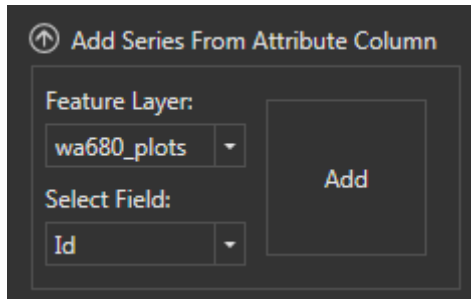 Add Series From Attribute Column
Feature Layer:
wa680_plots
Select Field:
Id
Add